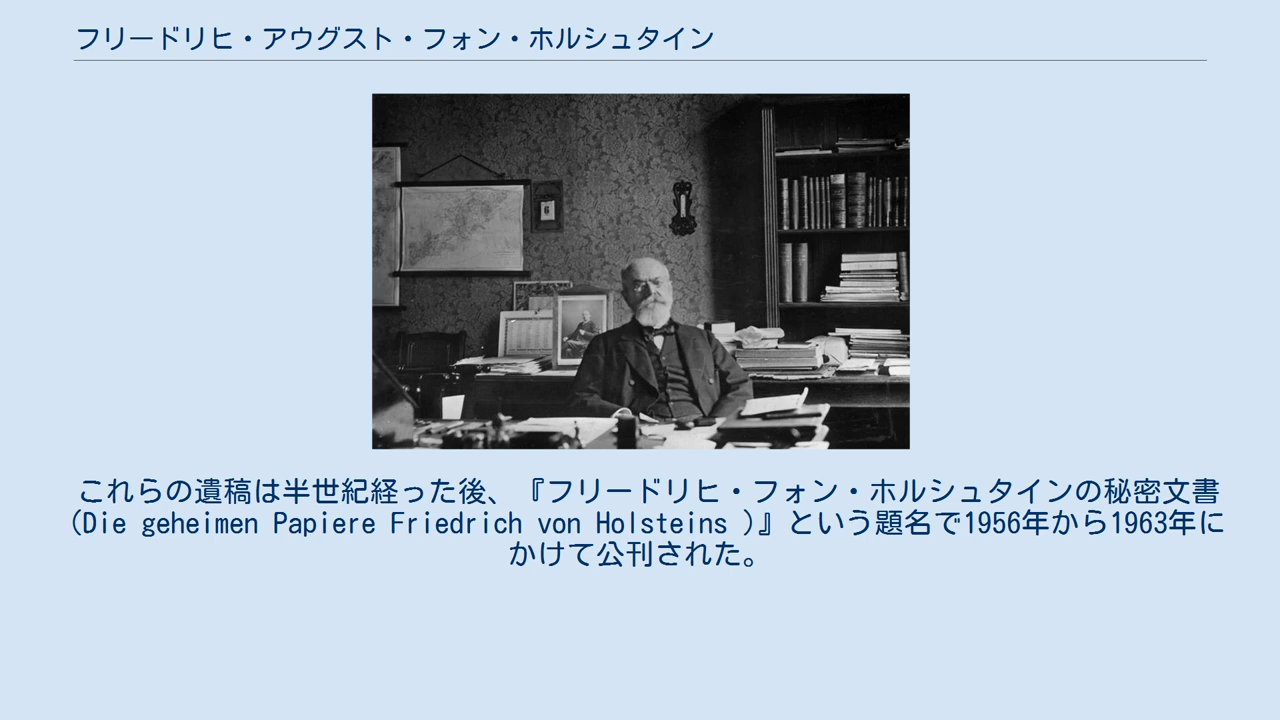 フリードリヒ・アウグスト・フォン・ホルシュタイン
6
これらの遺稿は半世紀経った後、『フリードリヒ・フォン・ホルシュタインの秘密文書
(Die geheimen Papiere Friedrich von Holsteins )』という題名で1956年から1963年に
かけて公刊された。